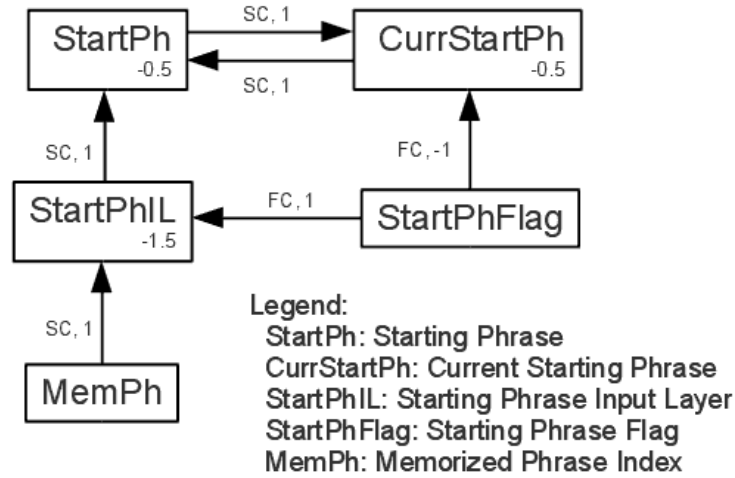 StartPh
-0.5
SC, 1
CurrStartPh
-0.5
SC, 1
SC, 1
FC,-1
StartPhIL
-1.5
FC, 1
StartPhFlag
SC, 1
MemPh
Legend:
StartPh: Starting Phrase
CurrStartPh: Current Starting Phrase
StartPhIL: Starting Phrase Input Layer
StartPhFlag: Starting Phrase Flag
MemPh: Memorized Phrase Index